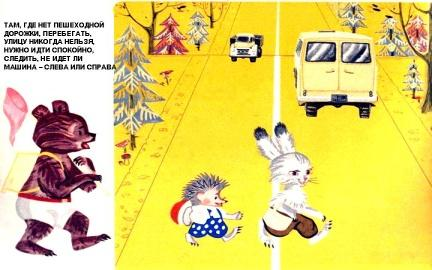 ТАМ, ГДЕ НЕТ ПЕШЕХОДНОЙ
ДОРОЖКИ, ПЕРЕБЕГАТЬ,
УЛИЦУ НИКОГДА НЕЛЬЗЯ,
НУЖНО ИДТИ СПОКОЙНО,
СЛЕДИТЬ, НЕ ИДЕТ ЛИ
МАШИНА – СЛЕВА ИЛИ СПРАВА